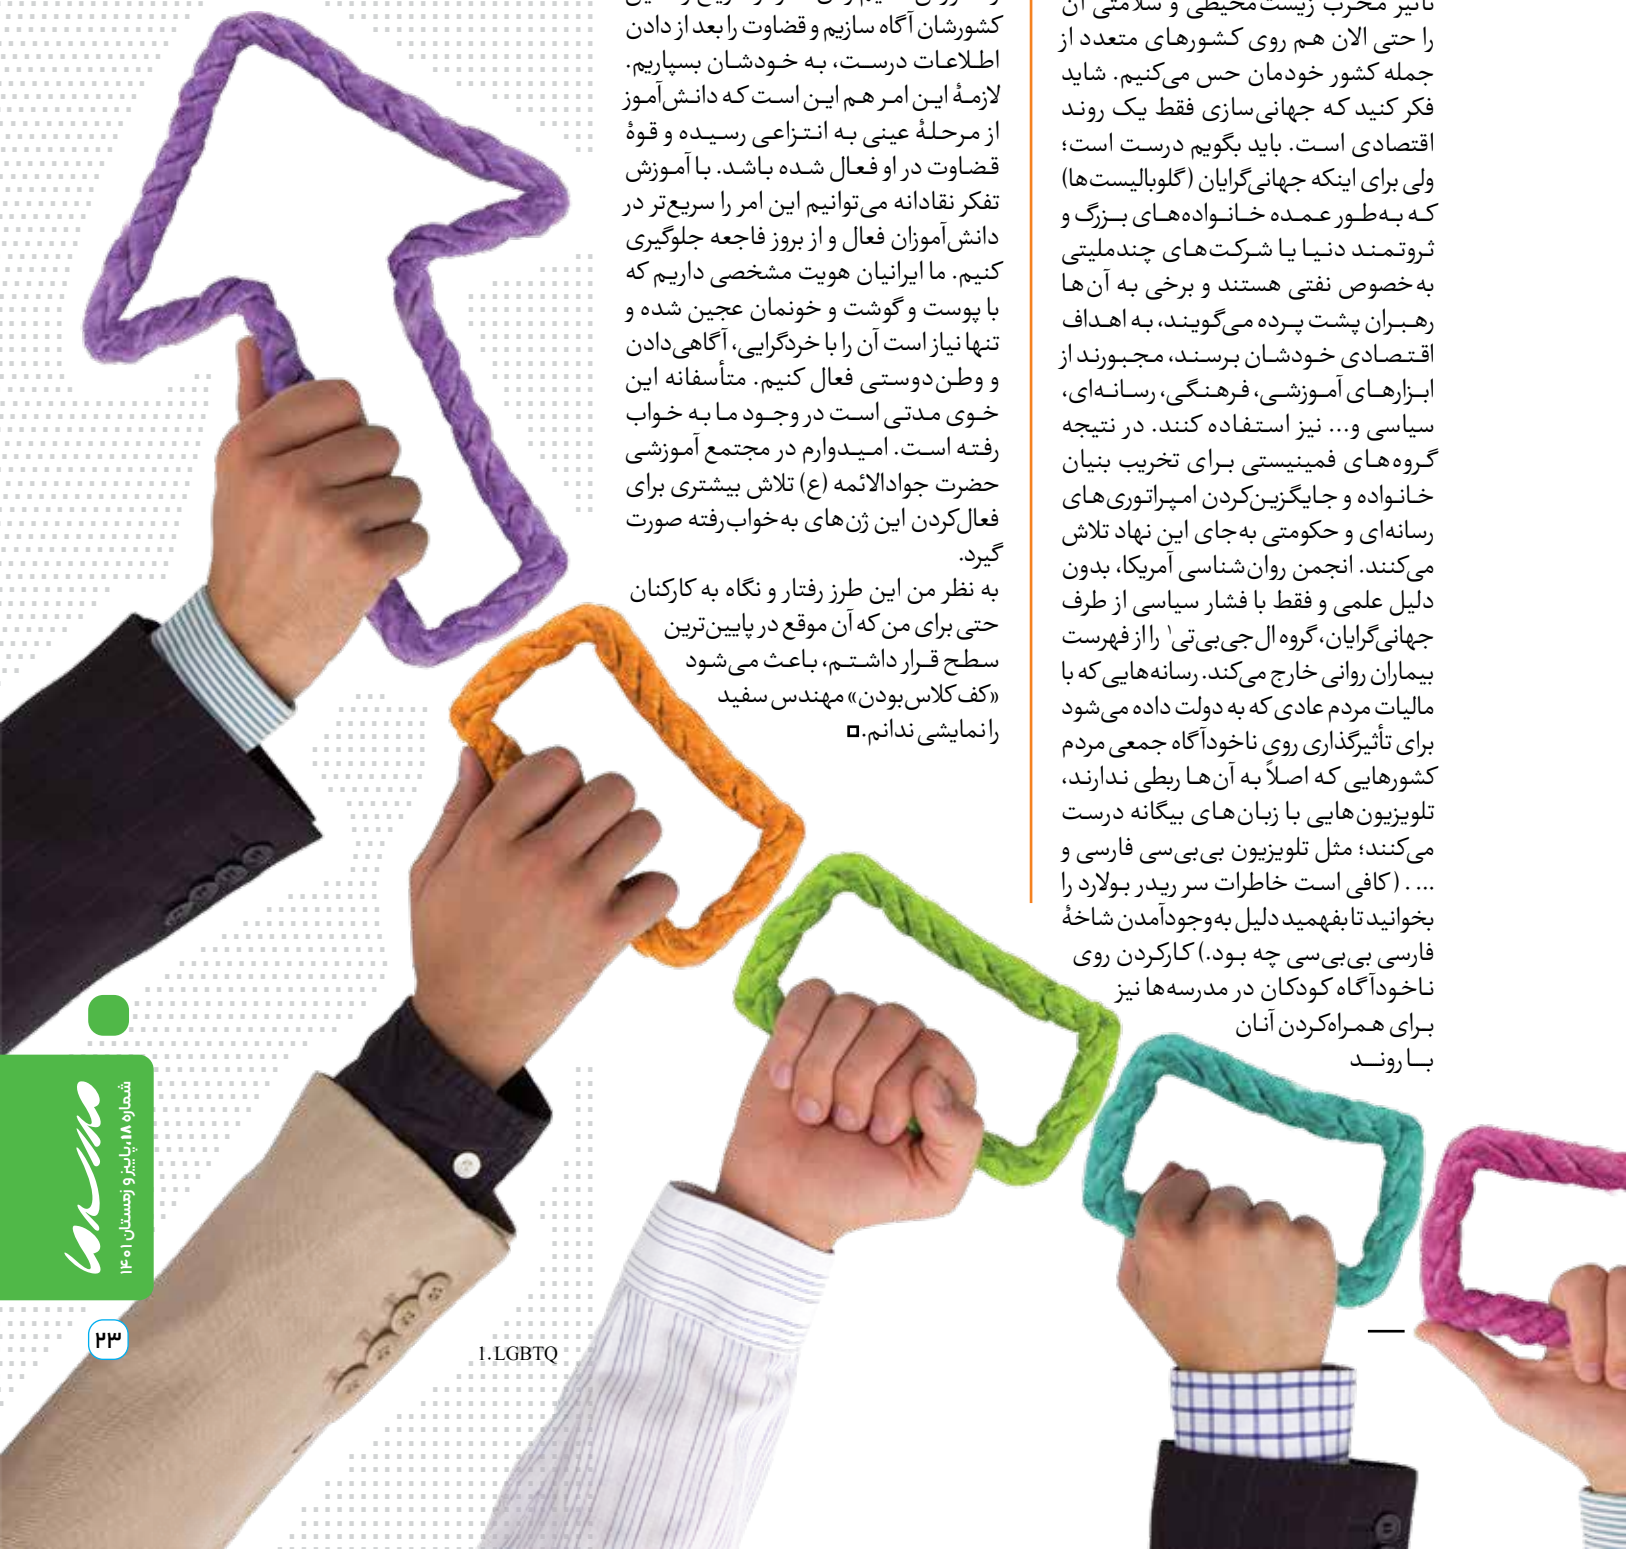 تأثیر مخرب زیست‌محیطی و سلامتی آن
را حتی الان هم روی کشورهای متعدد از
جمله کشور خودمان حس می‌کنیم. شاید
فکر کنید که جهانی‌سازی فقط یک روند
اقتصادی است. باید بگویم درست است؛
ولی برای اینکه جهانی‌گرایان (گلوبالیست‌ها)
که به‌طور عمده خانواده‌های بزرگ و
ثروتمند دنیا یا شرکت‌های چندملیتی
به‌خصوص نفتی هستند و برخی به آن‌ها
رهبران پشت پرده می‌گویند، به اهداف
اقتصادی خودشان برسند، مجبورند از
ابزارهای آموزشی، فرهنگی، رسانه‌ای،
سیاسی و... نیز استفاده کنند. در نتیجه
گروه‌های فمینیستی برای تخریب بنیان
خانواده و جایگزین‌کردن امپراتوری‌های
رسانه‌ای و حکومتی به‌جای این نهاد تلاش
می‌کنند. انجمن روان‌شناسی آمریکا، بدون
دلیل علمی و فقط با فشار سیاسی از طرف
جهانی‌گرایان، گروه ال‌جی‌بی‌تی۱ را از فهرست
بیماران روانی خارج می‌کند. رسانه‌هایی که با
مالیات مردم عادی که به دولت داده می‌شود
برای تأثیرگذاری روی ناخودآگاه جمعی مردم
کشورهایی که اصلاً به آن‌ها ربطی ندارند،
تلویزیون‌هایی با زبان‌های بیگانه درست
می‌کنند؛ مثل تلویزیون بی‌بی‌سی فارسی و
... . (کافی است خاطرات سر ریدر بولارد را
بخوانید تا بفهمید دلیل به‌وجودآمدن شاخهٔ
فارسی بی‌بی‌سی چه بود.) کارکردن روی
ناخودآگاه کودکان در مدرسه‌ها نیز
برای همراه‌کردن آنان
با روند
کشورشان آگاه سازیم و قضاوت را بعد از دادن
اطلاعات درست، به خودشان بسپاریم.
لازمهٔ این امر هم این است که دانش‌آموز
از مرحلهٔ عینی به انتزاعی رسیده و قوهٔ
قضاوت در او فعال شده باشد. با آموزش
تفکر نقادانه می‌توانیم این امر را سریع‌تر در
دانش‌آموزان فعال و از بروز فاجعه جلوگیری
کنیم. ما ایرانیان هویت مشخصی داریم که
با پوست و گوشت و خونمان عجین شده و
تنها نیاز است آن را با خردگرایی، آگاهی‌دادن
و وطن‌دوستی فعال کنیم. متأسفانه این
خوی مدتی است در وجود ما به خواب
رفته است. امیدوارم در مجتمع آموزشی
حضرت جوادالائمه (ع) تلاش بیشتری برای
فعال‌کردن این ژن‌های به‌خواب‌رفته صورت
گیرد.
به نظر من این طرز رفتار و نگاه به کارکنان
حتی برای من که آن موقع در پایین‌ترین
سطح قرار داشتم، باعث می‌شود
«کف کلاس‌بودن» مهندس سفید
را نمایشی ندانم.
1. LGBTQ
شماره ۱۸، پاییز و زمستان ۱۴۰۱
۲۳